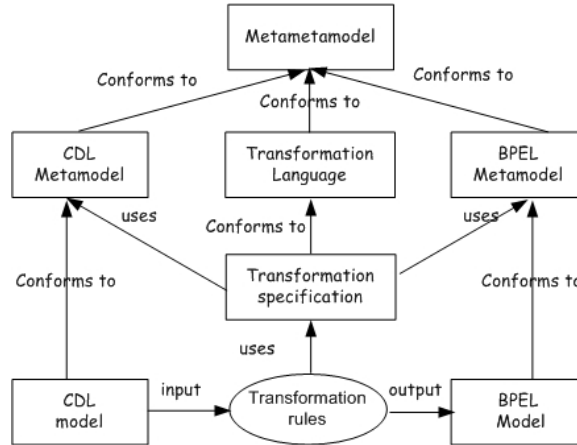 Metametamodel
Conforms to
Conforms to
Conforms to
CDL
Metamodel
Transformation
Language
BPEL
Metamodel
uses
Conforms to
uses
Conforms to
Transformation
specification
Conforms to
uses
CDL
model
input
Transformation
rules
output
BPEL
Model